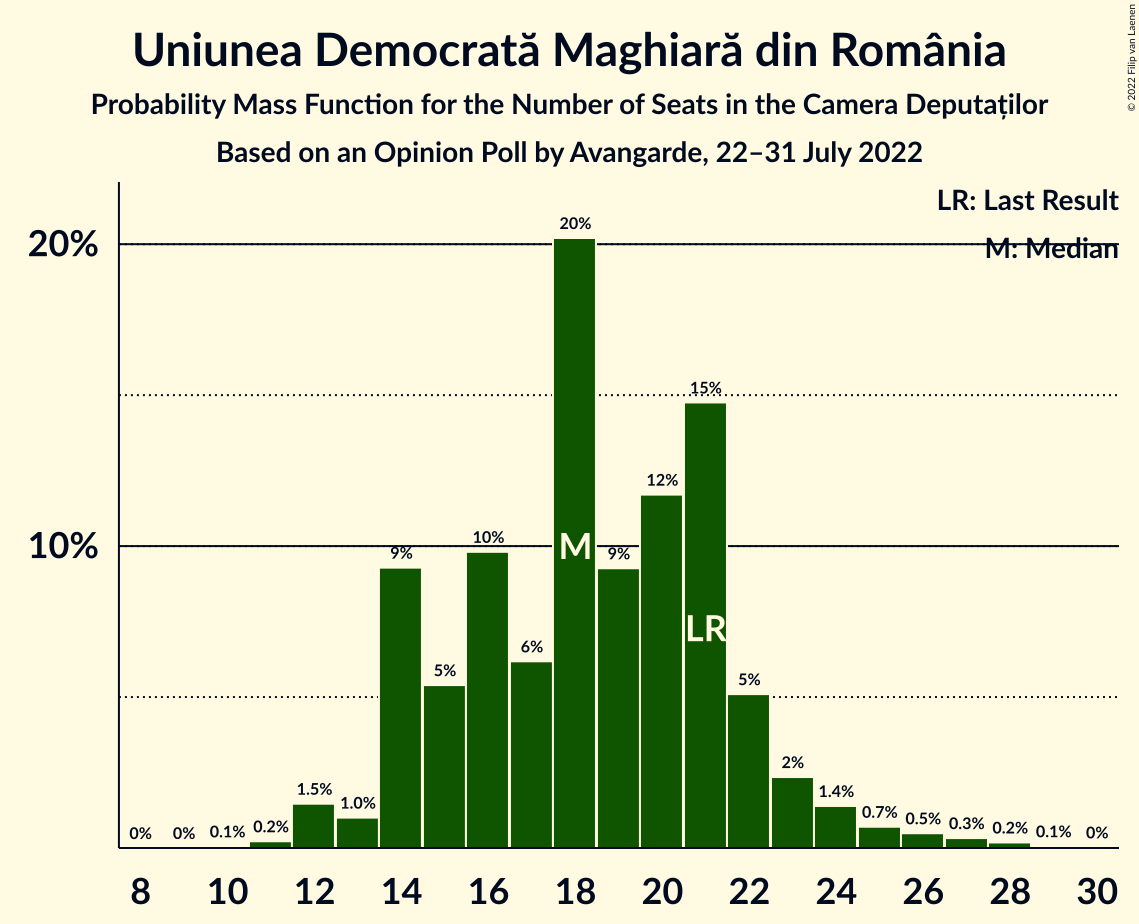 Uniunea Democrată Maghiară din România
Probability Mass Function for the Number of Seats in the Camera Deputaților
Based on an Opinion Poll by Avangarde, 22–31 July 2022
© 2022 Filip van Laenen
LR: Last Result
M: Median
20%
10%
0%
0%
0.1%
0.2%
1.5%
1.0%
9%
5%
10%
6%
20%
M
9%
12%
15%
LR
5%
2%
1.4%
0.7%
0.5%
0.3%
0.2%
0.1%
0%
8 10 12 14 16 18 20 22 24 26 28 30